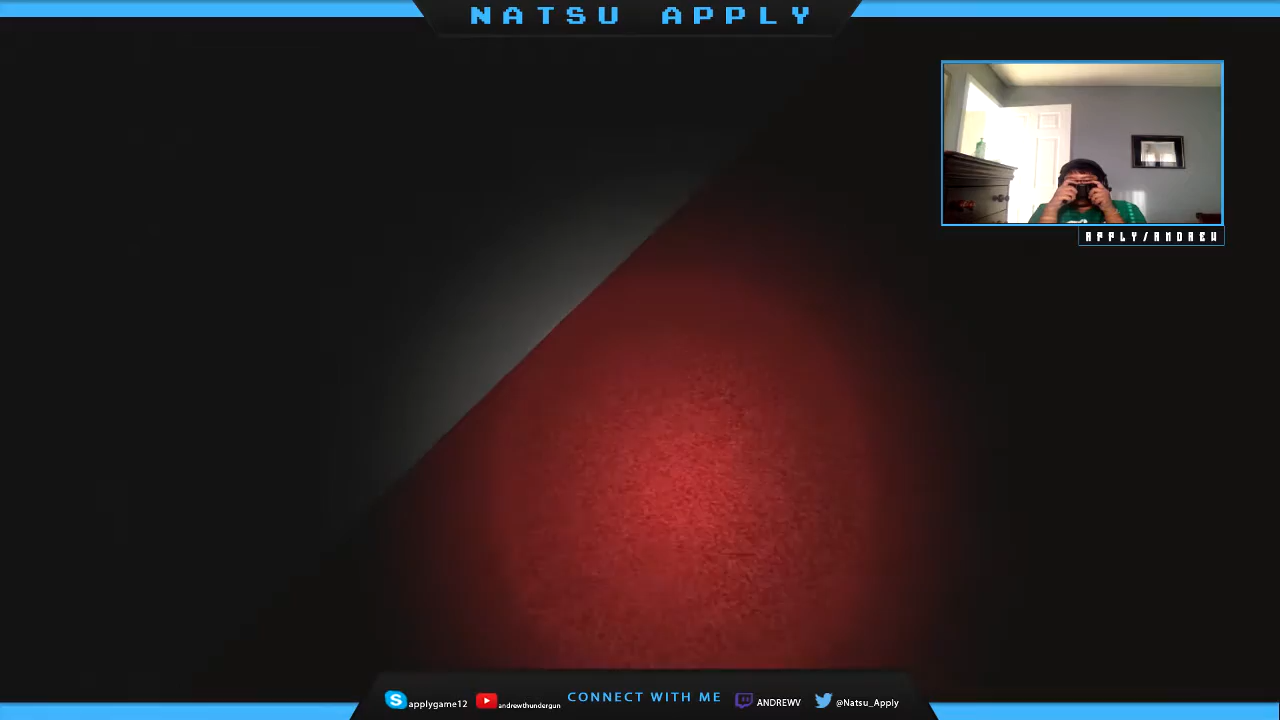 NATSU APPLY
APPLY/ANDREW
applygame12 andrewthundergun CONNECT WITH ME ANDREWV @Natsu_Apply